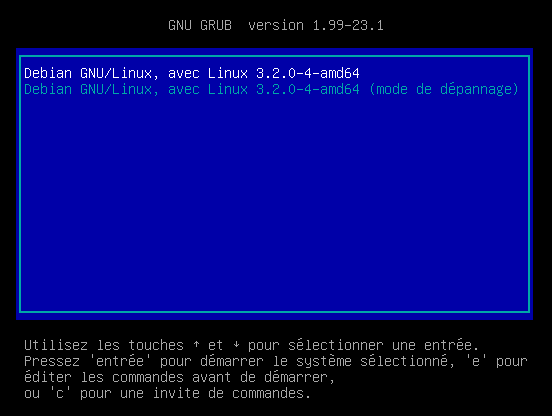 GNU GRUB  version 1.99-23.1
Debian GNU/Linux, avec Linux 3.2.0-4-amd64
Debian GNU/Linux, avec Linux 3.2.0-4-amd64 (mode de dépannage)
Utilisez les touches ↑ et ↓ pour sélectionner une entrée.
Pressez 'entrée' pour démarrer le système sélectionné, 'e' pour
éditer les commandes avant de démarrer,
ou 'c' pour une invite de commandes.